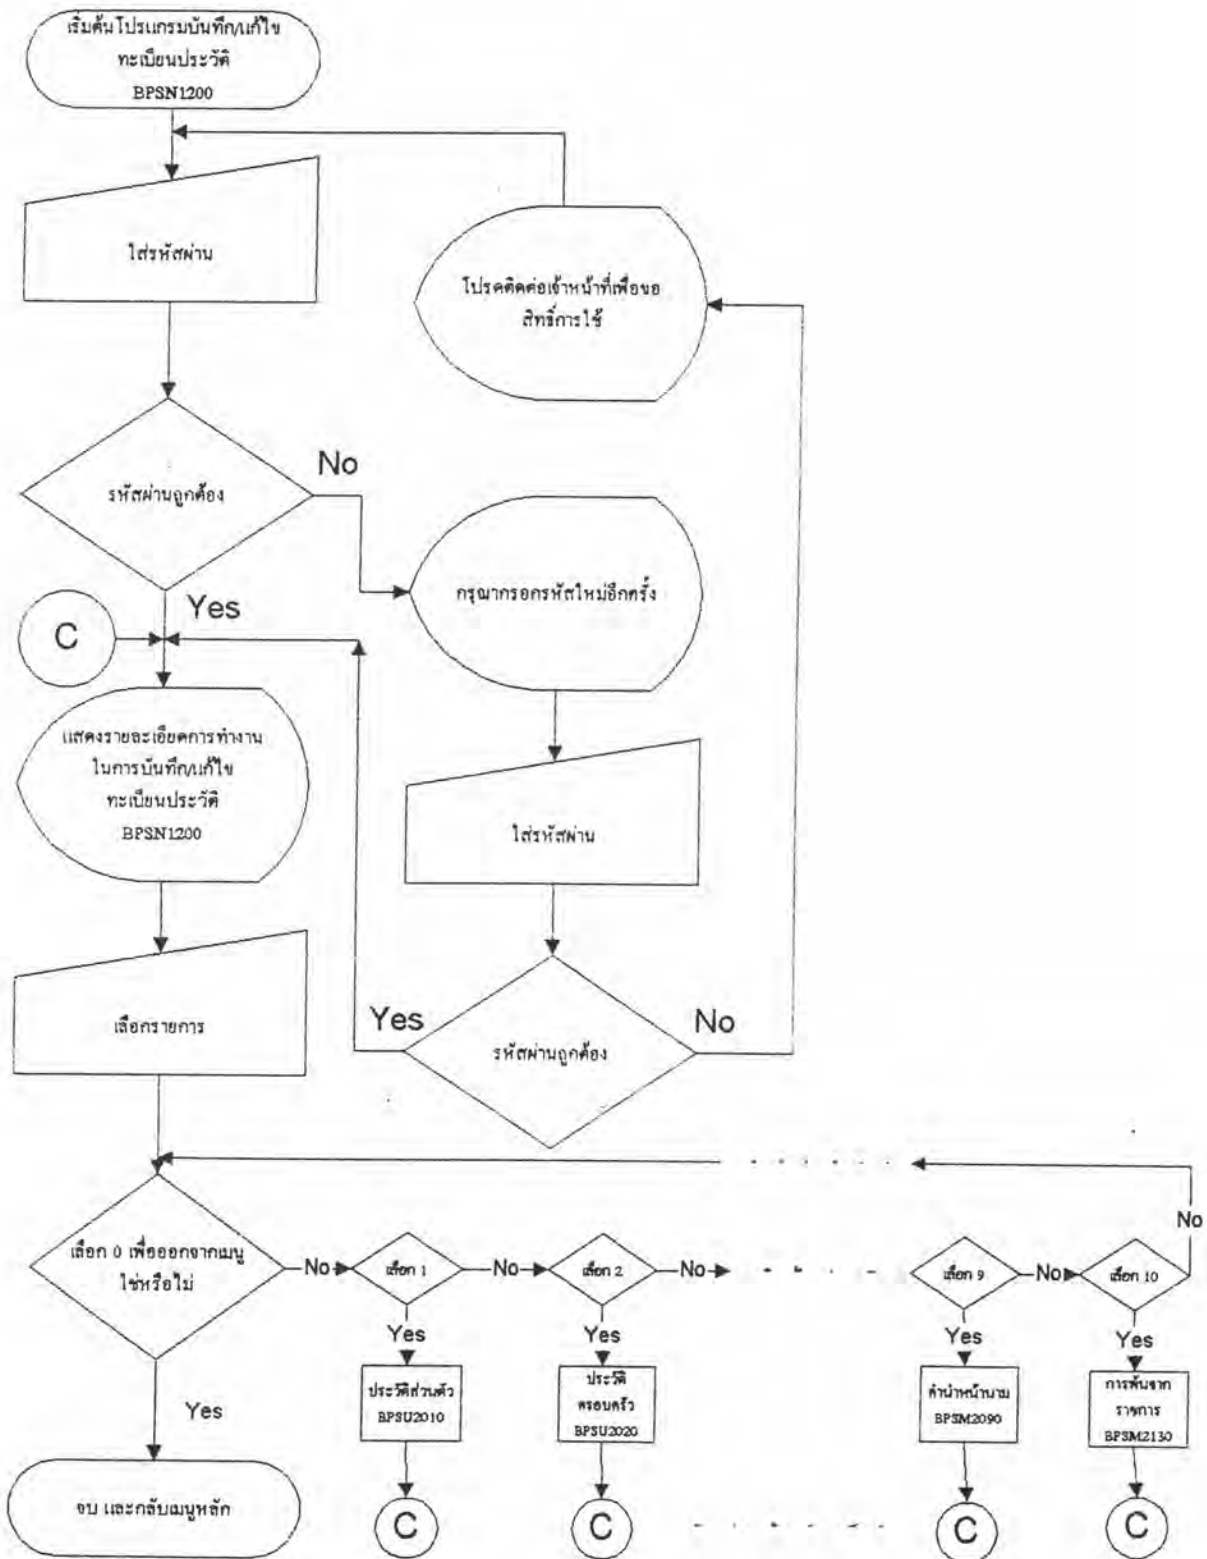 เริ่มต้นโปรแกรมบันทึก/แก้ไข
ทะเบียนประวัติ
BPSN1200
ใส่รหัสผ่าน
โปรดติดต่อเจ้าหน้าที่เพื่อขอ
สิทธิ์การใช้
รหัสผ่านถูกต้อง
No
กรุณากรอกรหัสใหม่อีกครั้ง
Yes
C
แสดงรายละเอียดการทำงาน
ในการบันทึก/แก้ไข
ทะเบียนประวัติ
BPSN1200
ใส่รหัสผ่าน
เลือกรายการ
Yes
รหัสผ่านถูกต้อง
No
เลือก 0 เพื่อออกจากเมนู
ใช่หรือไม่
No
เลือก 1
No
เลือก 2
No
เลือก 9
No
เลือก 10
No
Yes
Yes
Yes
Yes
Yes
ประวัติส่วนตัว
BPSU2010
ประวัติ
ครอบครัว
BPSU2020
คำนำหน้านาม
BPSM2090
การพ้นจาก
ราชการ
BPSM2130
จบ และกลับเมนูหลัก
C
C
C
C